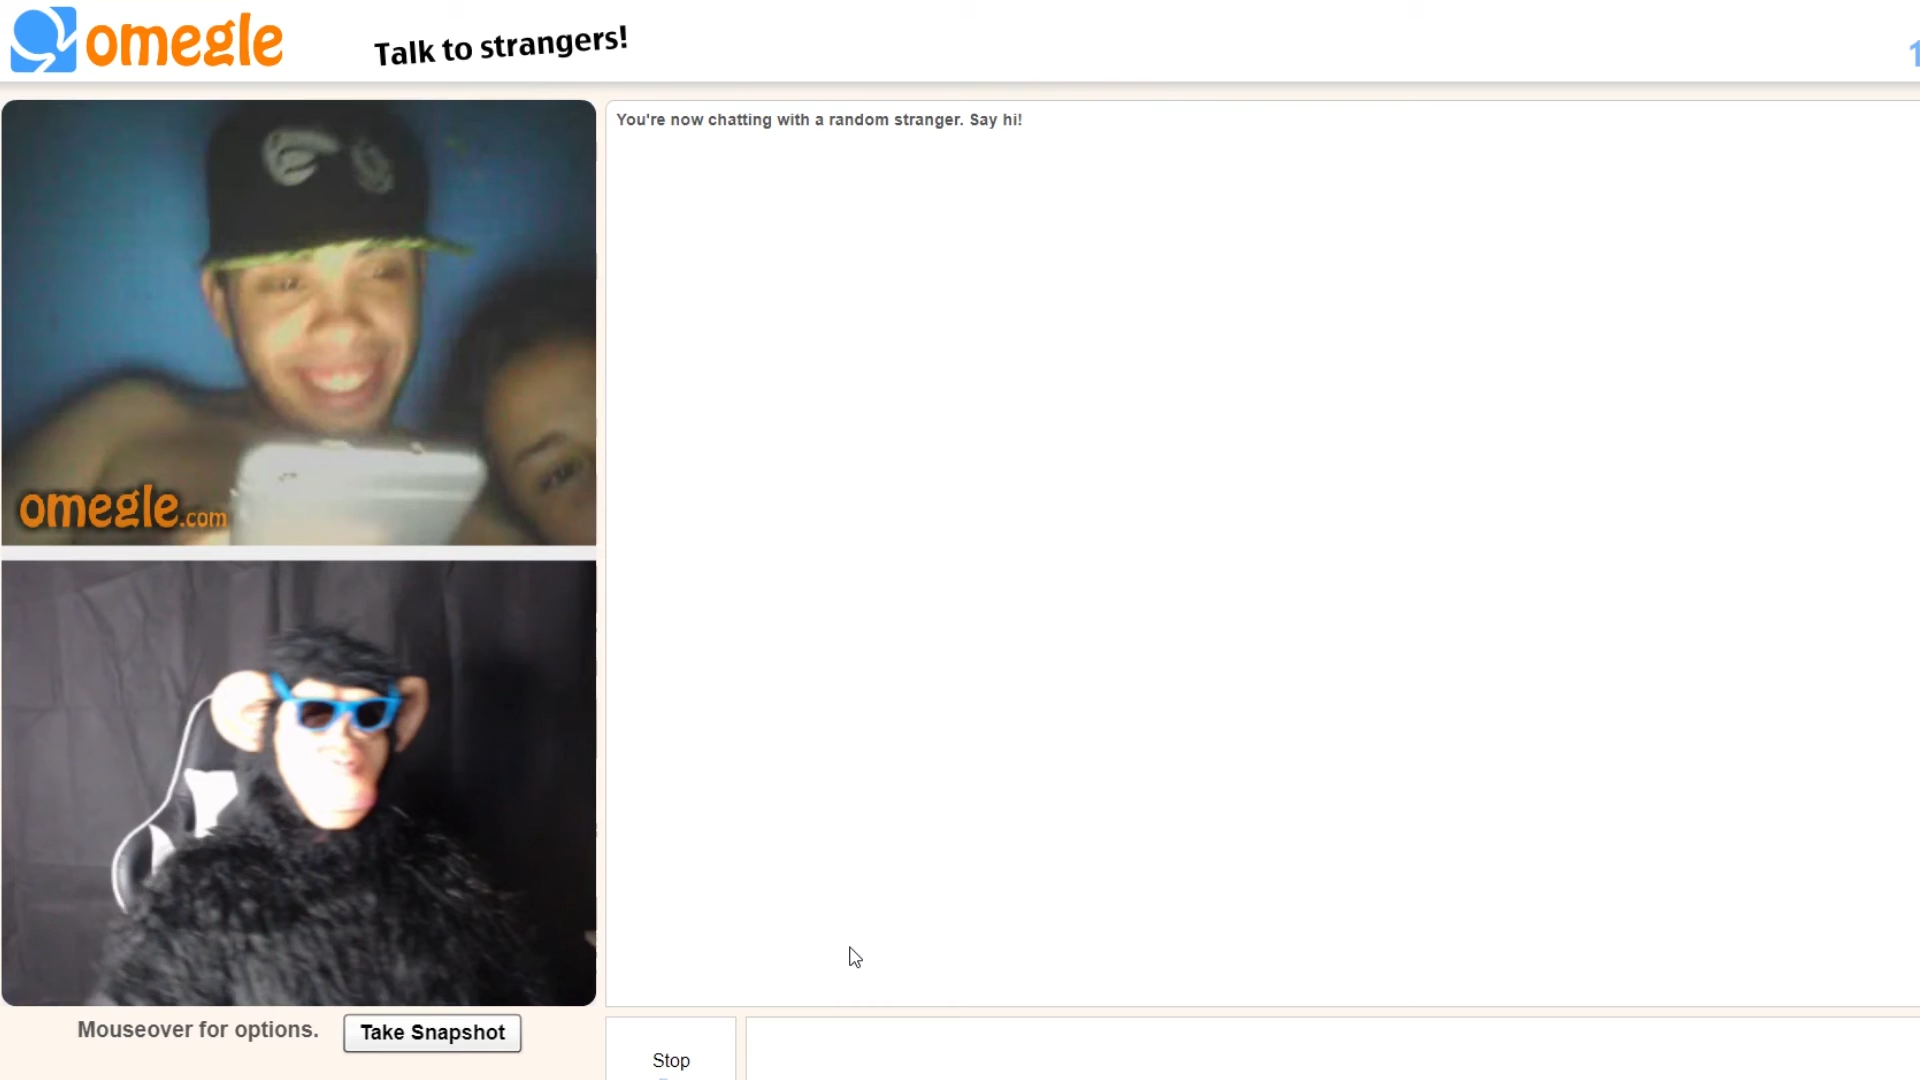 omegle
Talk to strangers!
1
You're now chatting with a random stranger. Say hi!
omegle.com
Mouseover for options.
Take Snapshot
Stop